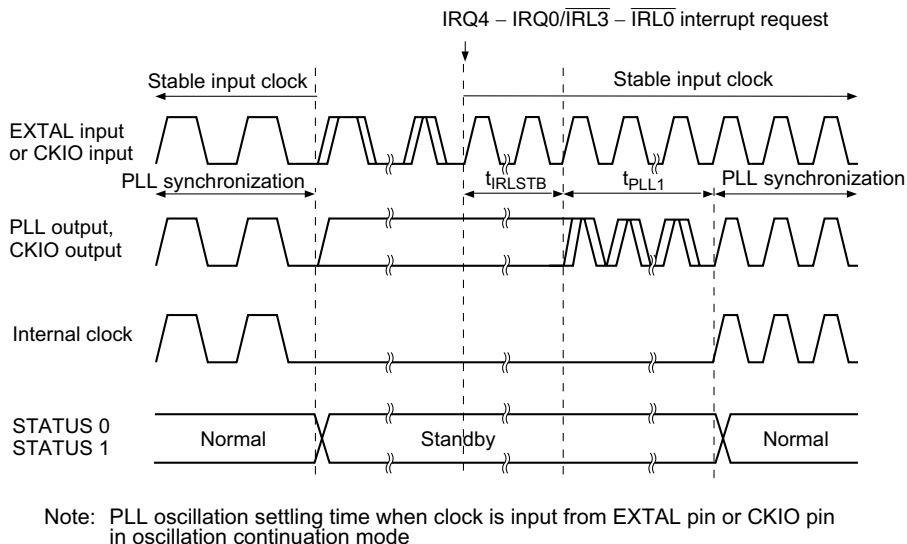 IRQ4 – IRQ0/IRL3 – IRL0 interrupt request
Stable input clock
Stable input clock
EXTAL input
or CKIO input
PLL synchronization
tIRLSTB
tPLL1
PLL synchronization
PLL output,
CKIO output
Internal clock
STATUS 0
STATUS 1
Normal
Standby
Normal
Note: PLL oscillation settling time when clock is input from EXTAL pin or CKIO pin
in oscillation continuation mode